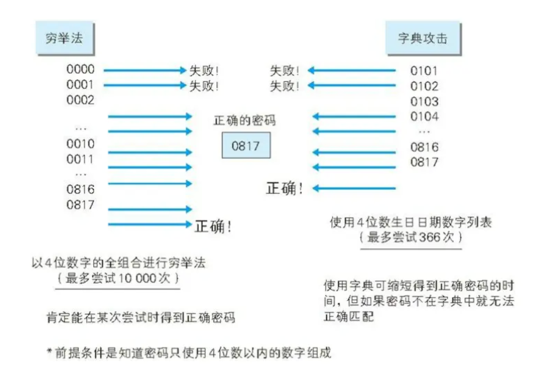 穷举法
0000
0001
0002
...
0010
0011
...
0816
0817
失败！
失败！
正确！
以4位数字的全组合进行穷举法
（最多尝试10 000次）
肯定能在某次尝试时得到正确密码
正确的密码
0817
字典攻击
失败！
失败！
0101
0102
0103
0104
...
0816
0817
正确！
使用4位数生日日期数字列表
（最多尝试366次）
使用字典可缩短得到正确密码的时
间，但如果密码不在字典中就无法
正确匹配
*前提条件是知道密码只使用4位数以内的数字组成